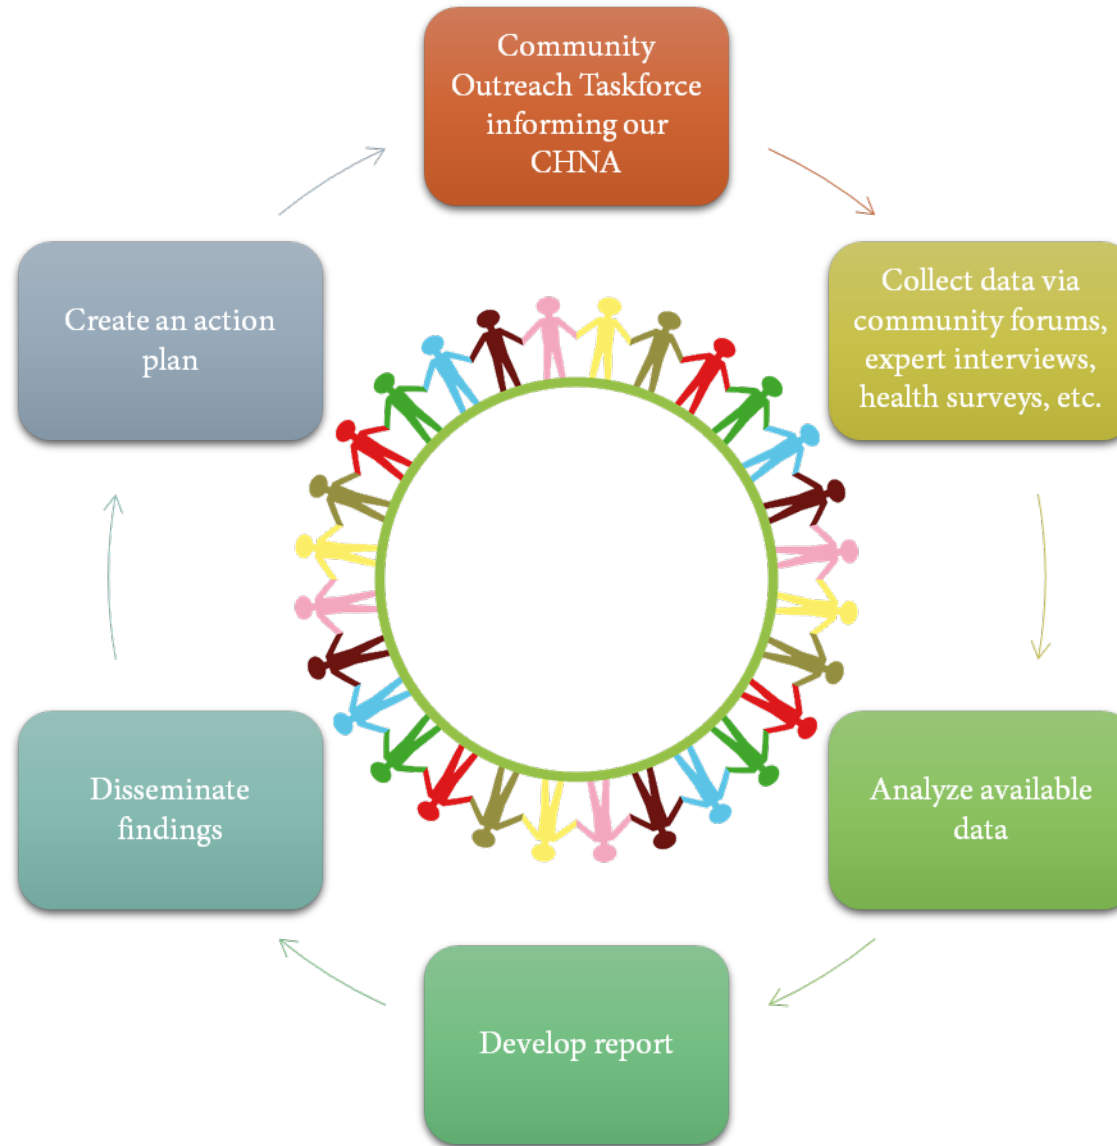 Community
Outreach Taskforce
informing our
CHNA
Collect data via
community forums,
expert interviews,
health surveys, etc.
Analyze available
data
Develop report
Disseminate
findings
Create an action
plan